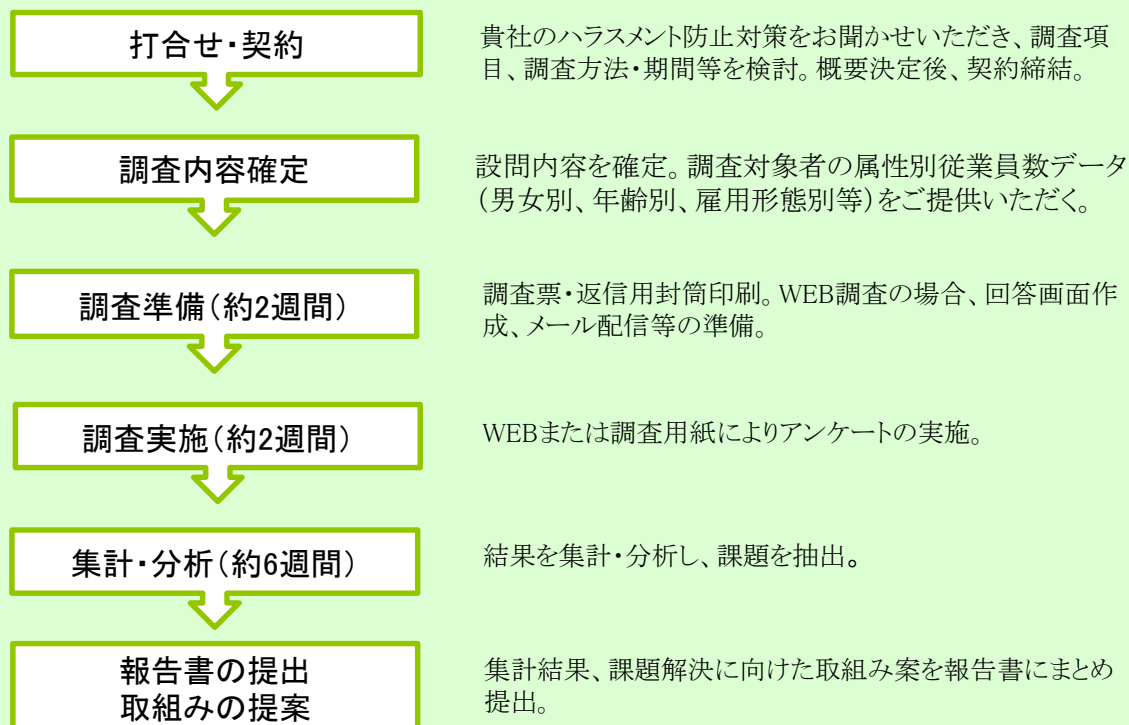 打合せ・契約
貴社のハラスメント防止対策をお聞かせいただき、調査項
目、調査方法・期間等を検討。概要決定後、契約締結。
調査内容確定
設問内容を確定。調査対象者の属性別従業員数データ
（男女別、年齢別、雇用形態別等）をご提供いただく。
調査準備（約2週間）
調査票・返信用封筒印刷。WEB調査の場合、回答画面作
成、メール配信等の準備。
調査実施（約2週間）
WEBまたは調査用紙によりアンケートの実施。
集計・分析（約6週間）
結果を集計・分析し、課題を抽出。
報告書の提出
取組みの提案
集計結果、課題解決に向けた取組み案を報告書にまとめ
提出。